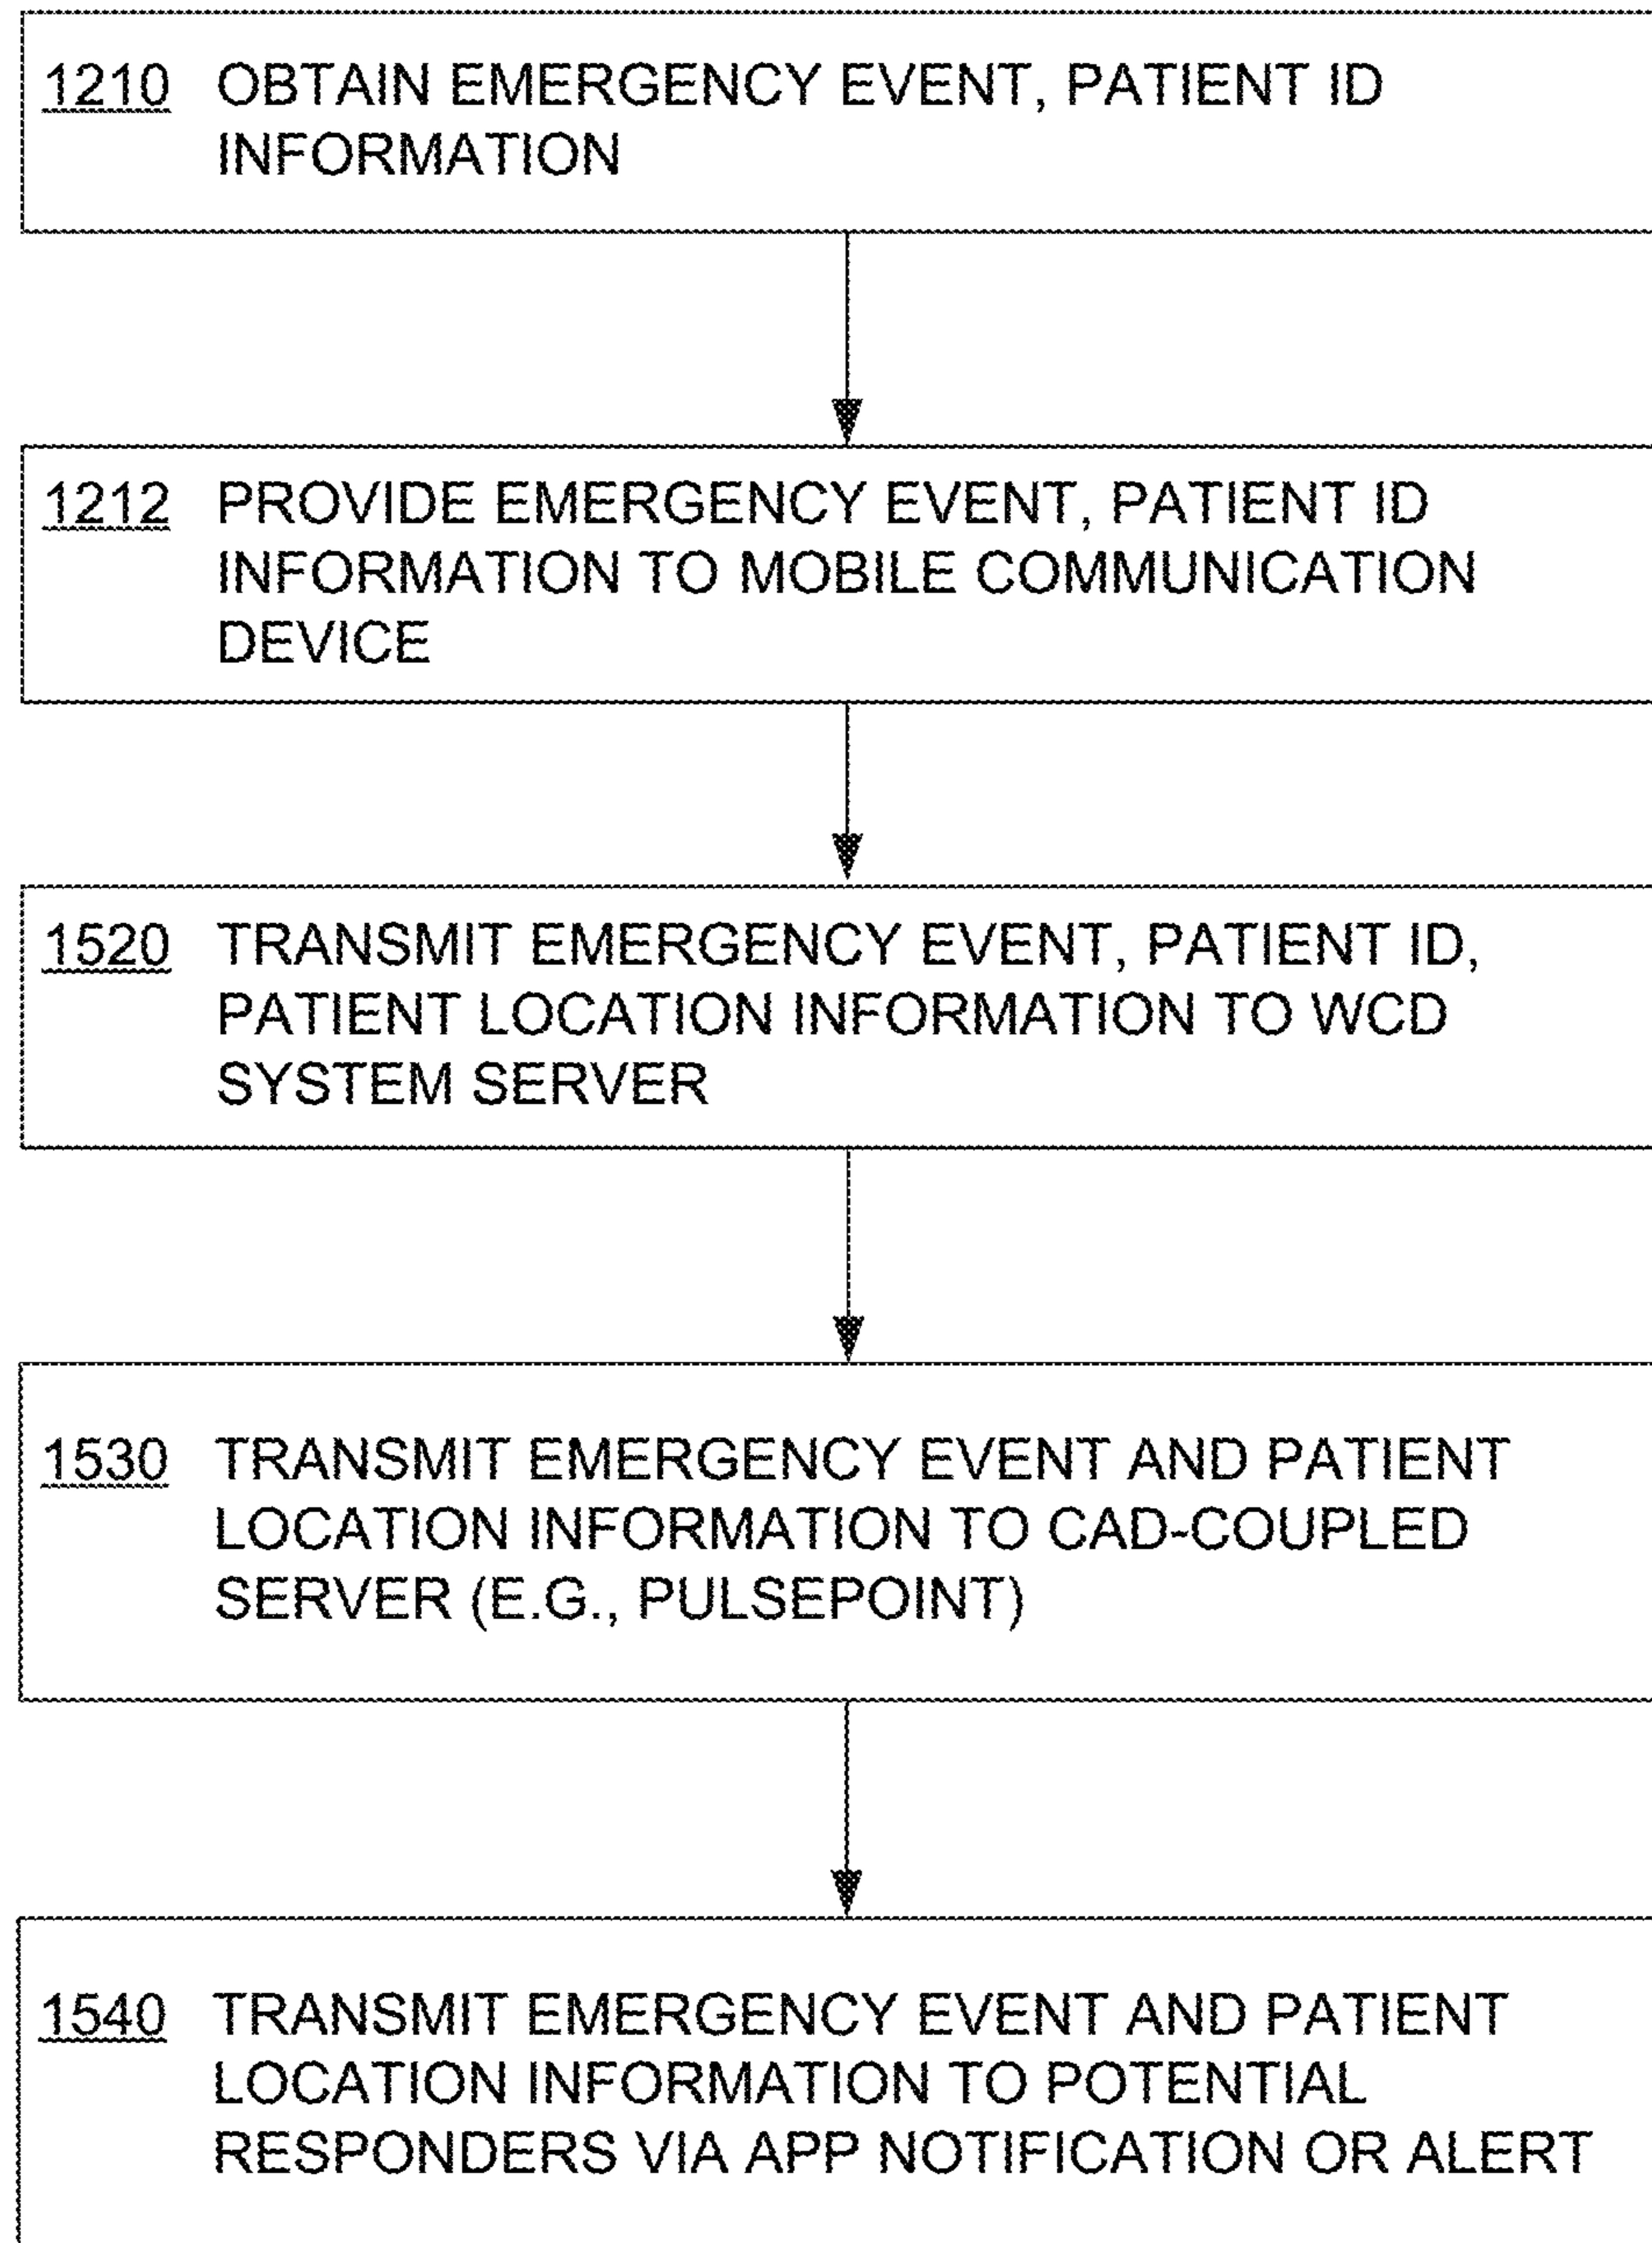 1210 OBTAIN EMERGENCY EVENT, PATIENT ID
INFORMATION
1212 PROVIDE EMERGENCY EVENT, PATIENT ID
INFORMATION TO MOBILE COMMUNICATION
DEVICE
1520 TRANSMIT EMERGENCY EVENT, PATIENT ID,
PATIENT LOCATION INFORMATION TO WCD
SYSTEM SERVER
1530 TRANSMIT EMERGENCY EVENT AND PATIENT
LOCATION INFORMATION TO CAD-COUPLED
SERVER (E.G., PULSEPOINT)
1540 TRANSMIT EMERGENCY EVENT AND PATIENT
LOCATION INFORMATION TO POTENTIAL
RESPONDERS VIA APP NOTIFICATION OR ALERT